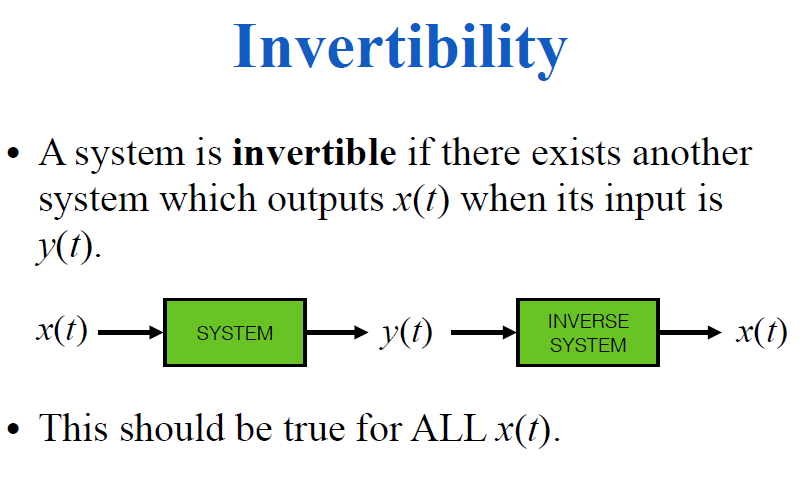 Invertibility
• A system is invertible if there exists another
system which outputs x(t) when its input is
y(t).
x(t) SYSTEM y(t) INVERSE SYSTEM x(t)
• This should be true for ALL x(t).